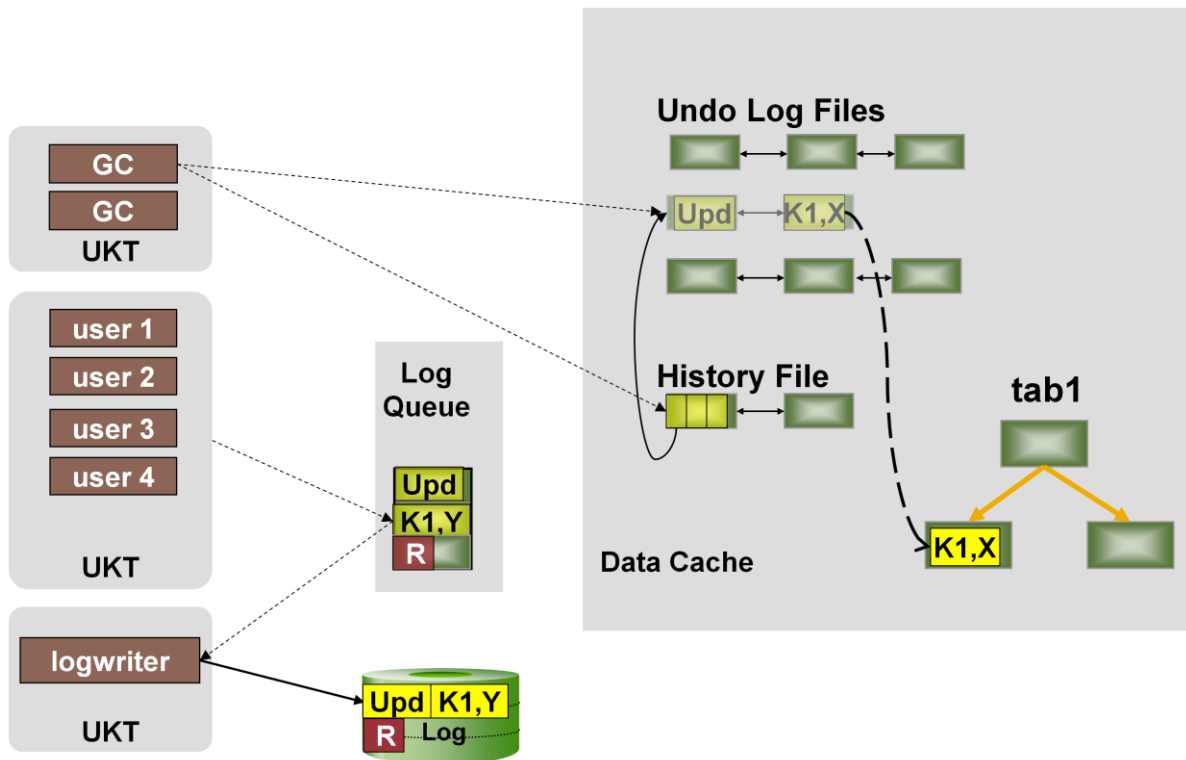 GC
GC
UKT
user 1
user 2
user 3
user 4
UKT
logwriter
UKT
Log
Queue
Upd
K1,Y
R
Upd K1,Y
R Log
Undo Log Files
Upd K1,X
History File
tab1
K1,X
Data Cache